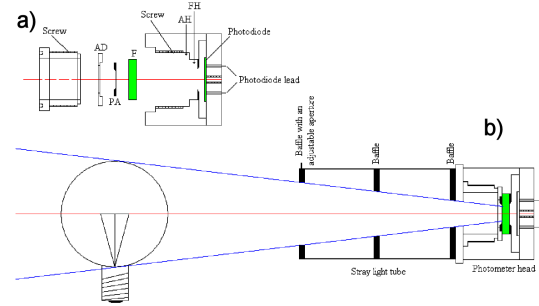 a)
Screw
AD
F
PA
Screw
AH
FH
Photodiode
Photodiode lead
b)
Baffle with an
adjustable aperture
Baffle
Baffle
Stray light tube
Photometer head